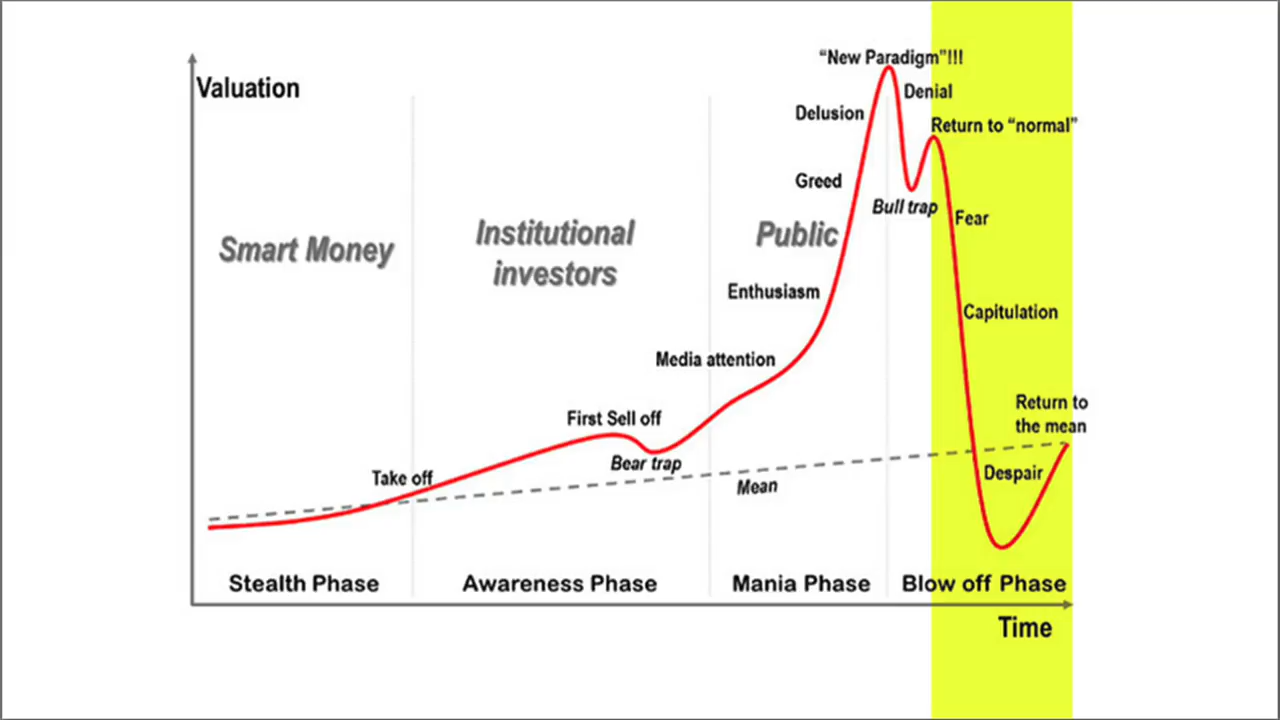 Valuation
"New Paradigm"!!!
Denial
Delusion
Return to "normal"
Greed
Bull trap
Fear
Smart Money
Institutional
investors
Public
Enthusiasm
Capitulation
Media attention
First Sell off
Bear trap
Take off
Mean
Return to
the mean
Despair
Stealth Phase
Awareness Phase
Mania Phase
Blow off Phase
Time